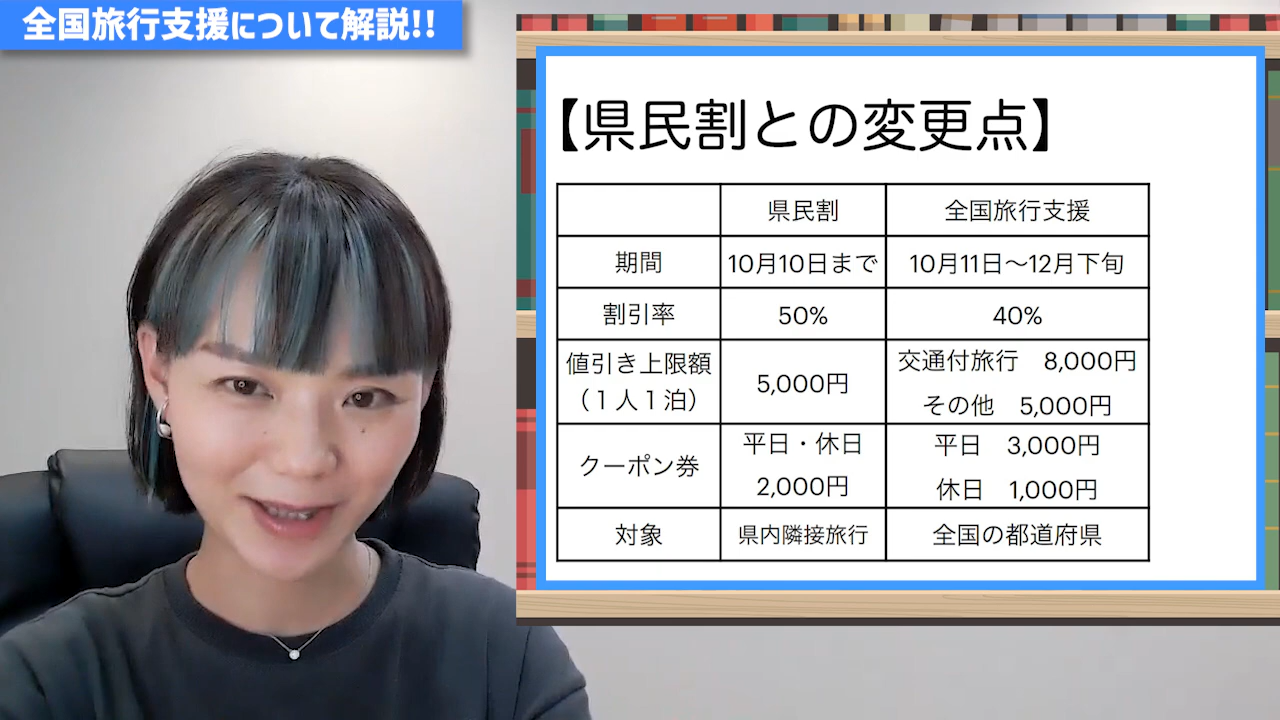 全国旅行支援について解説!!
【県民割との変更点】
県民割 全国旅行支援
期間 10月10日まで 10月11日～12月下旬
割引率 50% 40%
値引き上限額
（１人１泊）
5,000円
交通付旅行 8,000円
その他 5,000円
クーポン券
平日・休日
2,000円
平日 3,000円
休日 1,000円
対象 県内隣接旅行 全国の都道府県